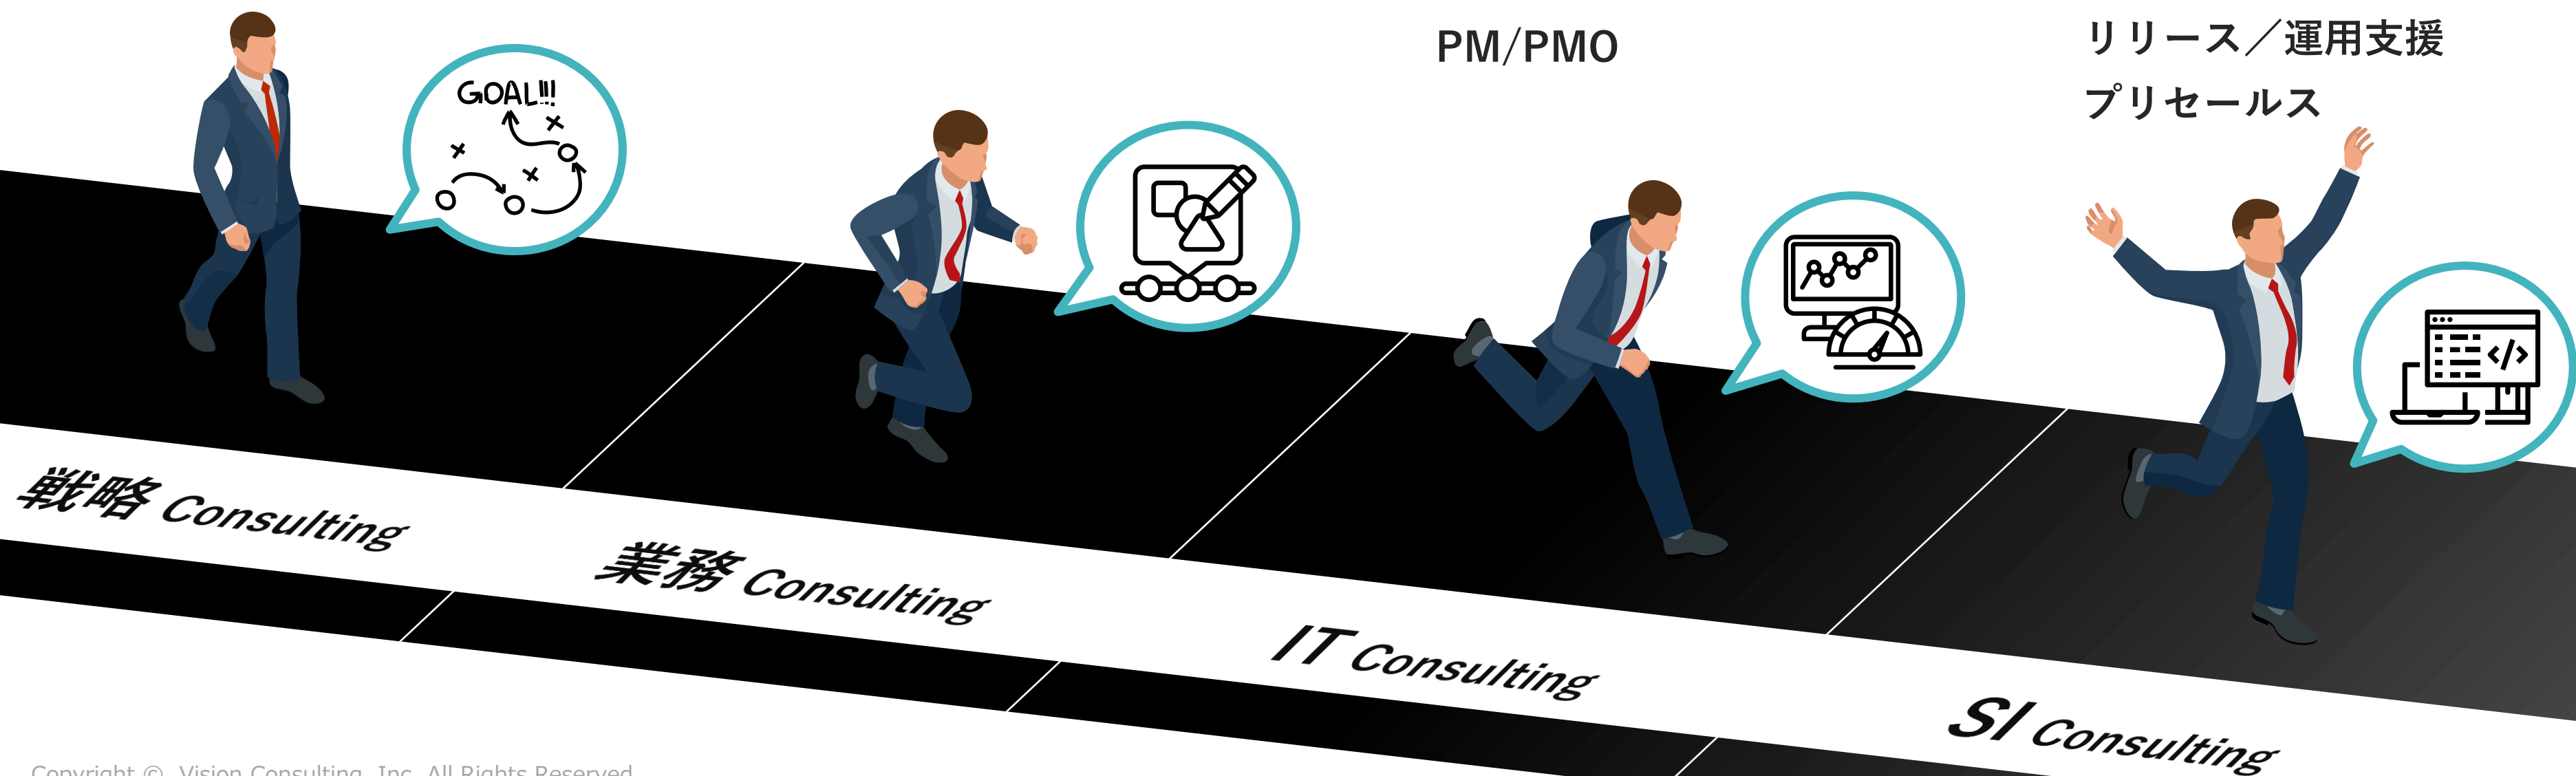 PM/PMO
リリース／運用支援
プリセールス
GOAL!!!
戦略 Consulting
業務 Consulting
IT Consulting
SI Consulting
Copyright © Vision Consulting, Inc. All Rights Reserved